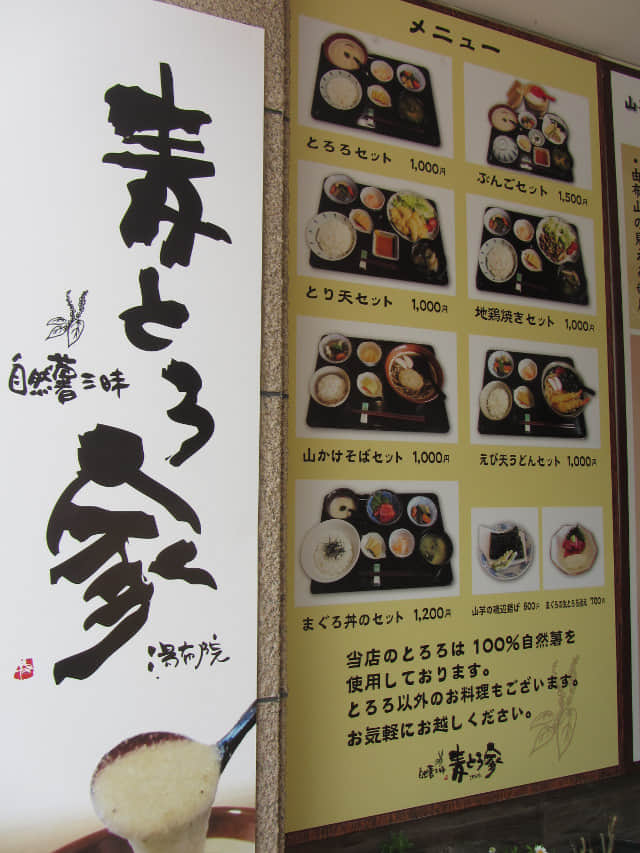 青とろろ家
自然薯三昧
湯布院
メニュー
とろろセット 1,000円
ぶんごセット 1,500円
とり天セット 1,000円
地鶏焼きセット 1,000円
山かけそばセット 1,000円
えび天うどんセット 1,000円
まぐろ丼のセット 1,200円
山芋の磯辺揚げ 600円
まぐろの生とろろ添え 700円
当店のとろろは 100%自然薯を
使用しております。
とろろ以外のお料理もございます。
お気軽にお越しください。
自然薯三昧
青とろろ家
山
由布山の